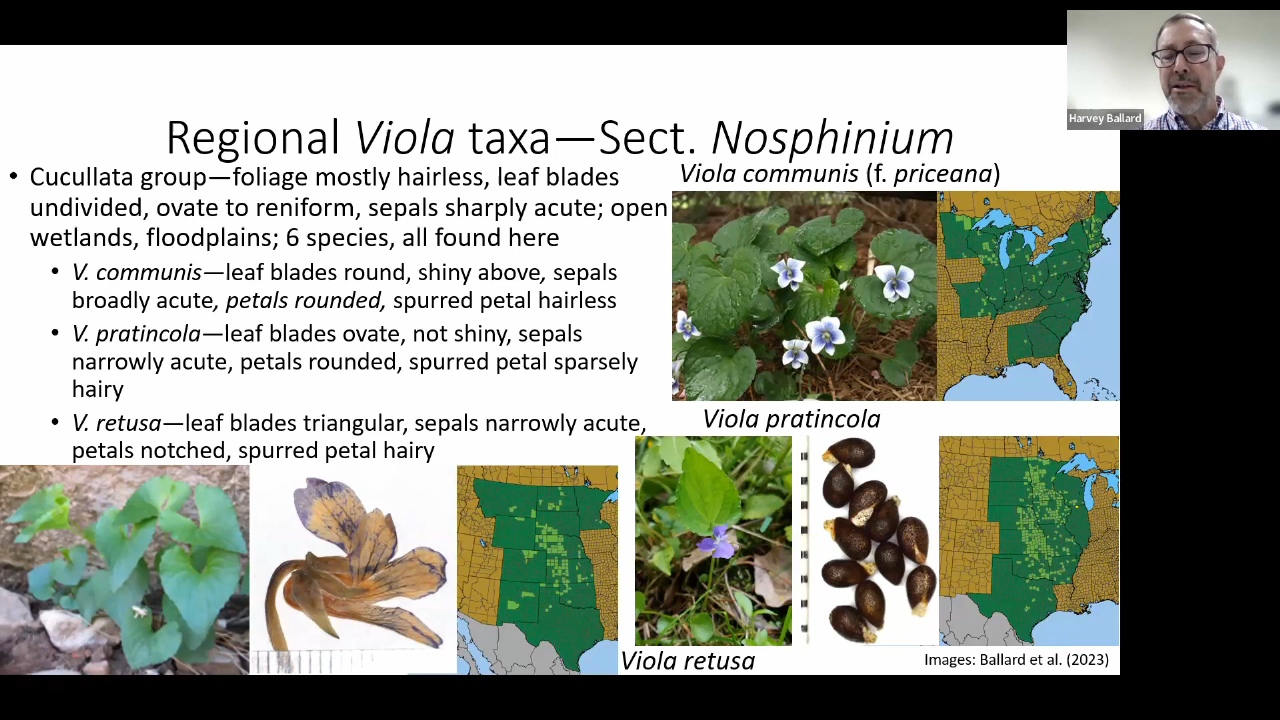 Harvey Ballard
Regional Viola taxa—Sect. Nosphinium
• Cucullata group—foliage mostly hairless, leaf blades
undivided, ovate to reniform, sepals sharply acute; open
wetlands, floodplains; 6 species, all found here
• V. communis—leaf blades round, shiny above, sepals
broadly acute, petals rounded, spurred petal hairless
• V. pratincola—leaf blades ovate, not shiny, sepals
narrowly acute, petals rounded, spurred petal sparsely
hairy
• V. retusa—leaf blades triangular, sepals narrowly acute,
petals notched, spurred petal hairy
Viola communis (f. priceana)
Viola pratincola
Viola retusa
Images: Ballard et al. (2023)